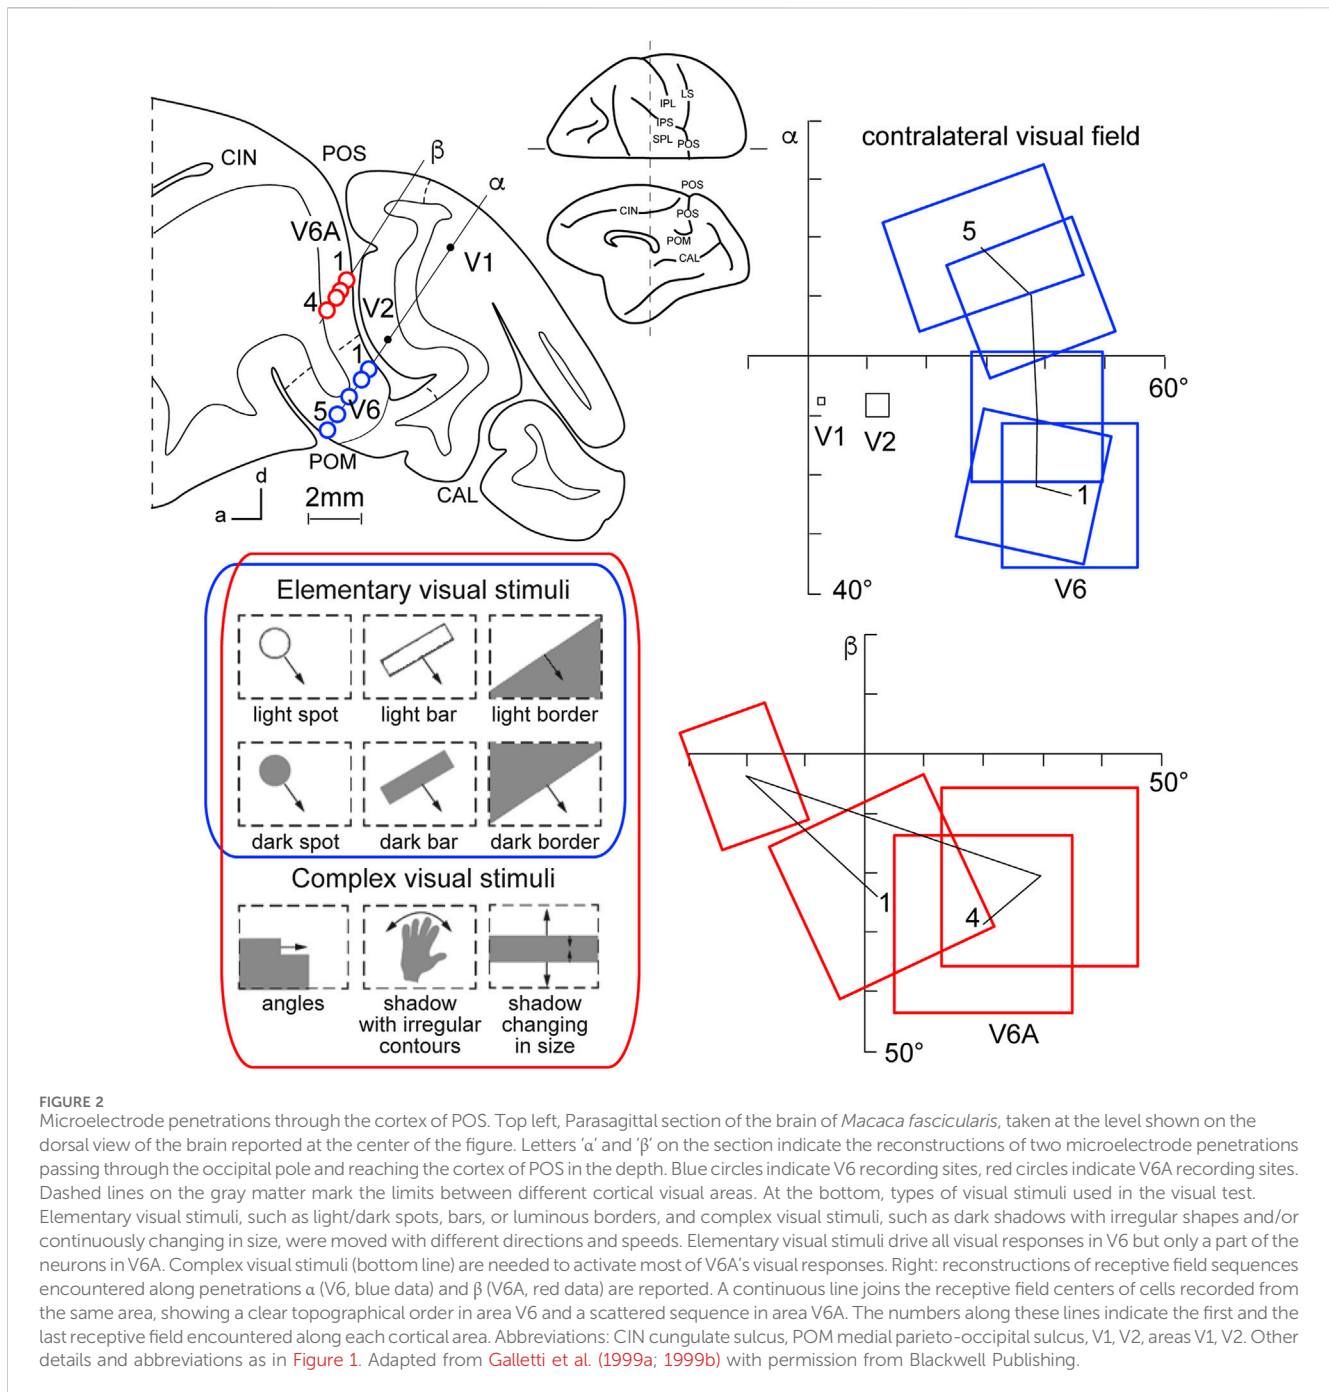 CIN
POS
β
α
V6A
1
4
V2
V1
1
5
V6
POM
CAL
d
a
2mm
LS
IPL
IPS
SPL
POS
POS
CIN
POS
POM
CAL
α
contralateral visual field
5
60°
V1
V2
1
40°
V6
Elementary visual stimuli
light spot
light bar
light border
dark spot
dark bar
dark border
Complex visual stimuli
angles
shadow
with irregular
contours
shadow
changing
in size
β
50°
1
4
V6A
50°
FIGURE 2
Microelectrode penetrations through the cortex of POS. Top left, Parasagittal section of the brain of Macaca fascicularis, taken at the level shown on the
dorsal view of the brain reported at the center of the figure. Letters ‘α’ and ‘β’ on the section indicate the reconstructions of two microelectrode penetrations
passing through the occipital pole and reaching the cortex of POS in the depth. Blue circles indicate V6 recording sites, red circles indicate V6A recording sites.
Dashed lines on the gray matter mark the limits between different cortical visual areas. At the bottom, types of visual stimuli used in the visual test.
Elementary visual stimuli, such as light/dark spots, bars, or luminous borders, and complex visual stimuli, such as dark shadows with irregular shapes and/or
continuously changing in size, were moved with different directions and speeds. Elementary visual stimuli drive all visual responses in V6 but only a part of the
neurons in V6A. Complex visual stimuli (bottom line) are needed to activate most of V6A’s visual responses. Right: reconstructions of receptive field sequences
encountered along penetrations α (V6, blue data) and β (V6A, red data) are reported. A continuous line joins the receptive field centers of cells recorded from
the same area, showing a clear topographical order in area V6 and a scattered sequence in area V6A. The numbers along these lines indicate the first and the
last receptive field encountered along each cortical area. Abbreviations: CIN cungulate sulcus, POM medial parieto-occipital sulcus, V1, V2, areas V1, V2. Other
details and abbreviations as in Figure 1. Adapted from Galletti et al. (1999a; 1999b) with permission from Blackwell Publishing.